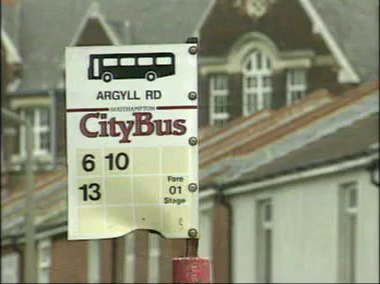 ARGYLL RD
SOUTHAMPTON
CityBus
6 10
13
Fare
01
Stage